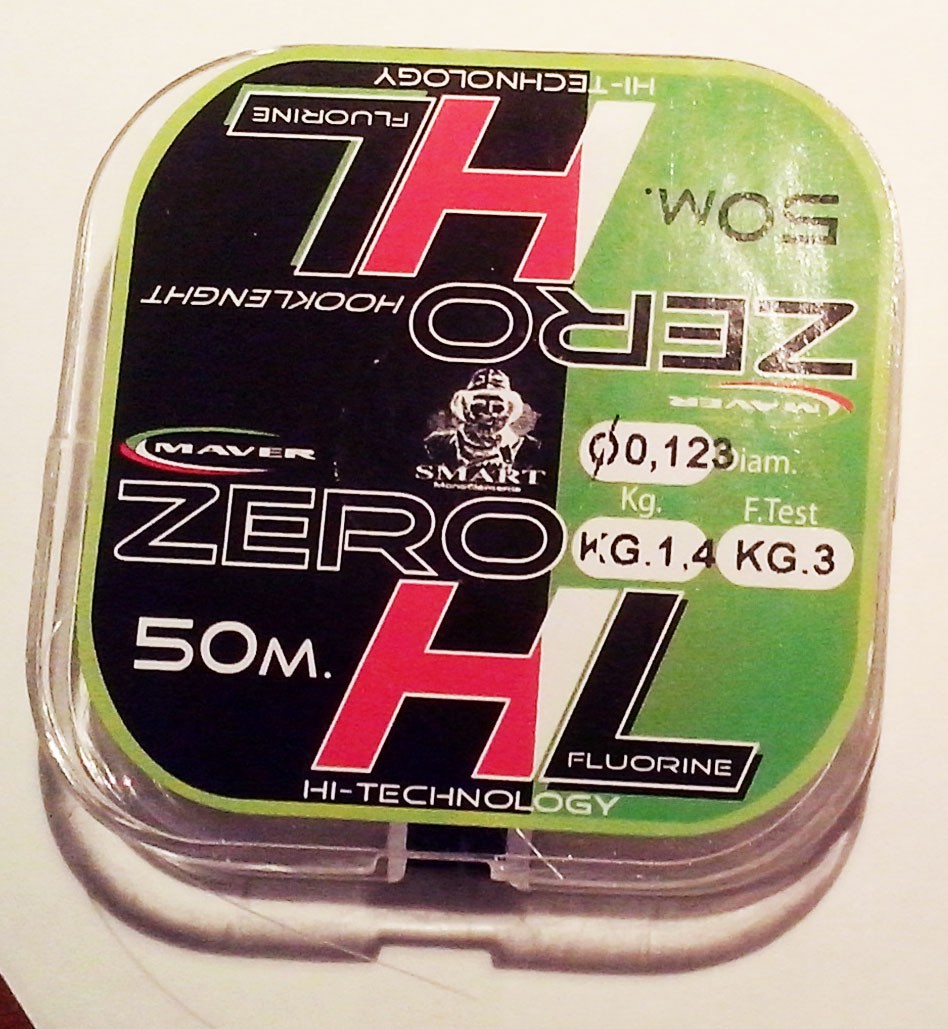 HI-TECHNOLOGY
FLUORINE
HL
50M.
HOOKLENGHT
ZERO
MAVER
MAVER
SMART
Ø0,123 Diam.
ZERO
Kg. F.Test
KG.1,4 KG.3
50M.
HL
FLUORINE
HI-TECHNOLOGY